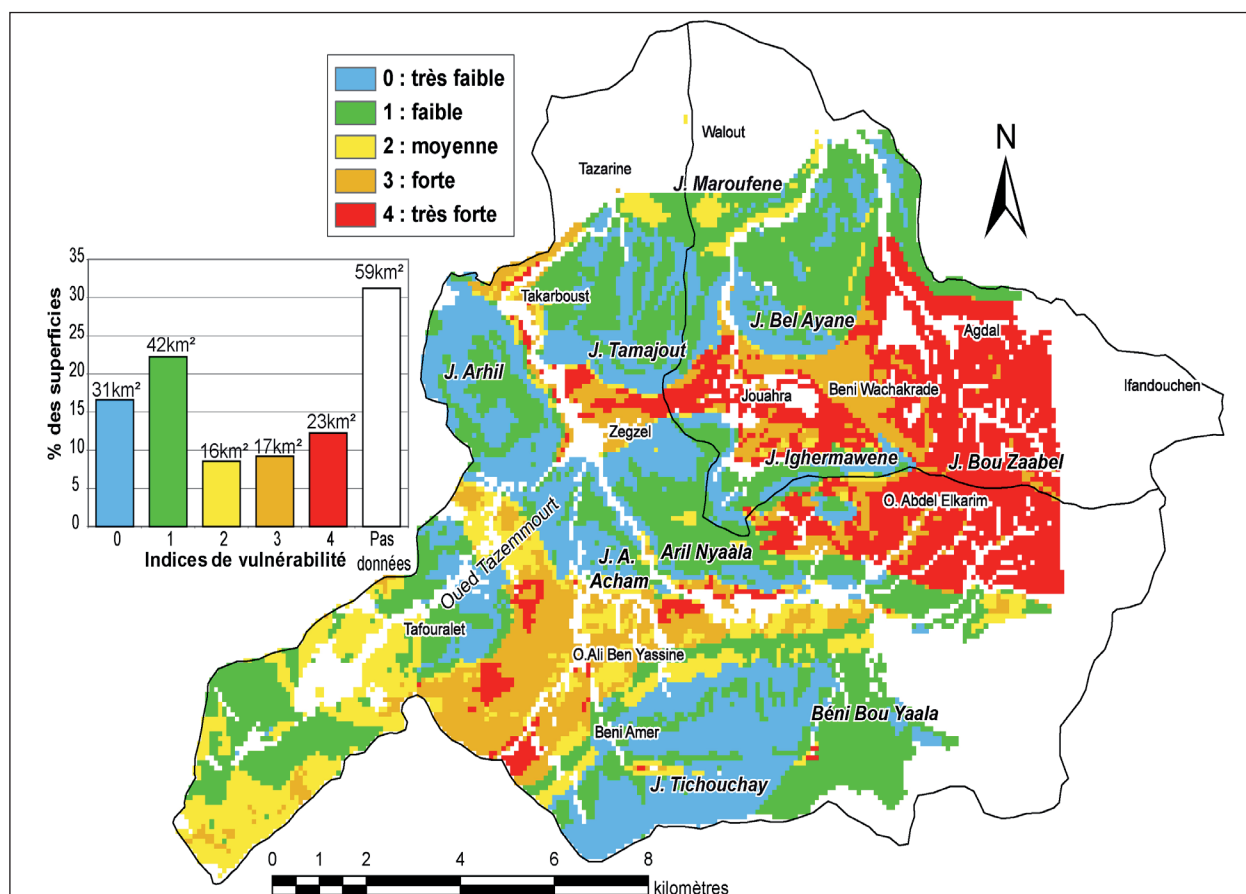 0 : très faible
1 : faible
2 : moyenne
3 : forte
4 : très forte
N
Walout
Tazarine
J. Maroufene
Takarboust
J. Bel Ayane
Agdal
J. Tamajout
J. Arhil
Ifandouchen
Beni Wachakrade
Jouahra
Zegzel
J. Ighermawene
J. Bou Zaabel
O. Abdel Elkarim
Aril Nyaàla
J. A.
Acham
Oued Tazemmourt
Tafouralet
O.Ali Ben Yassine
Béni Bou Yaala
Beni Amer
J. Tichouchay
% des superficies
35
30
25
20
15
10
5
0
31km²
42km²
16km²
17km²
23km²
59km²
0
1
2
3
4
Pas
données
Indices de vulnérabilité
0 1 2 4 6 8
kilomètres